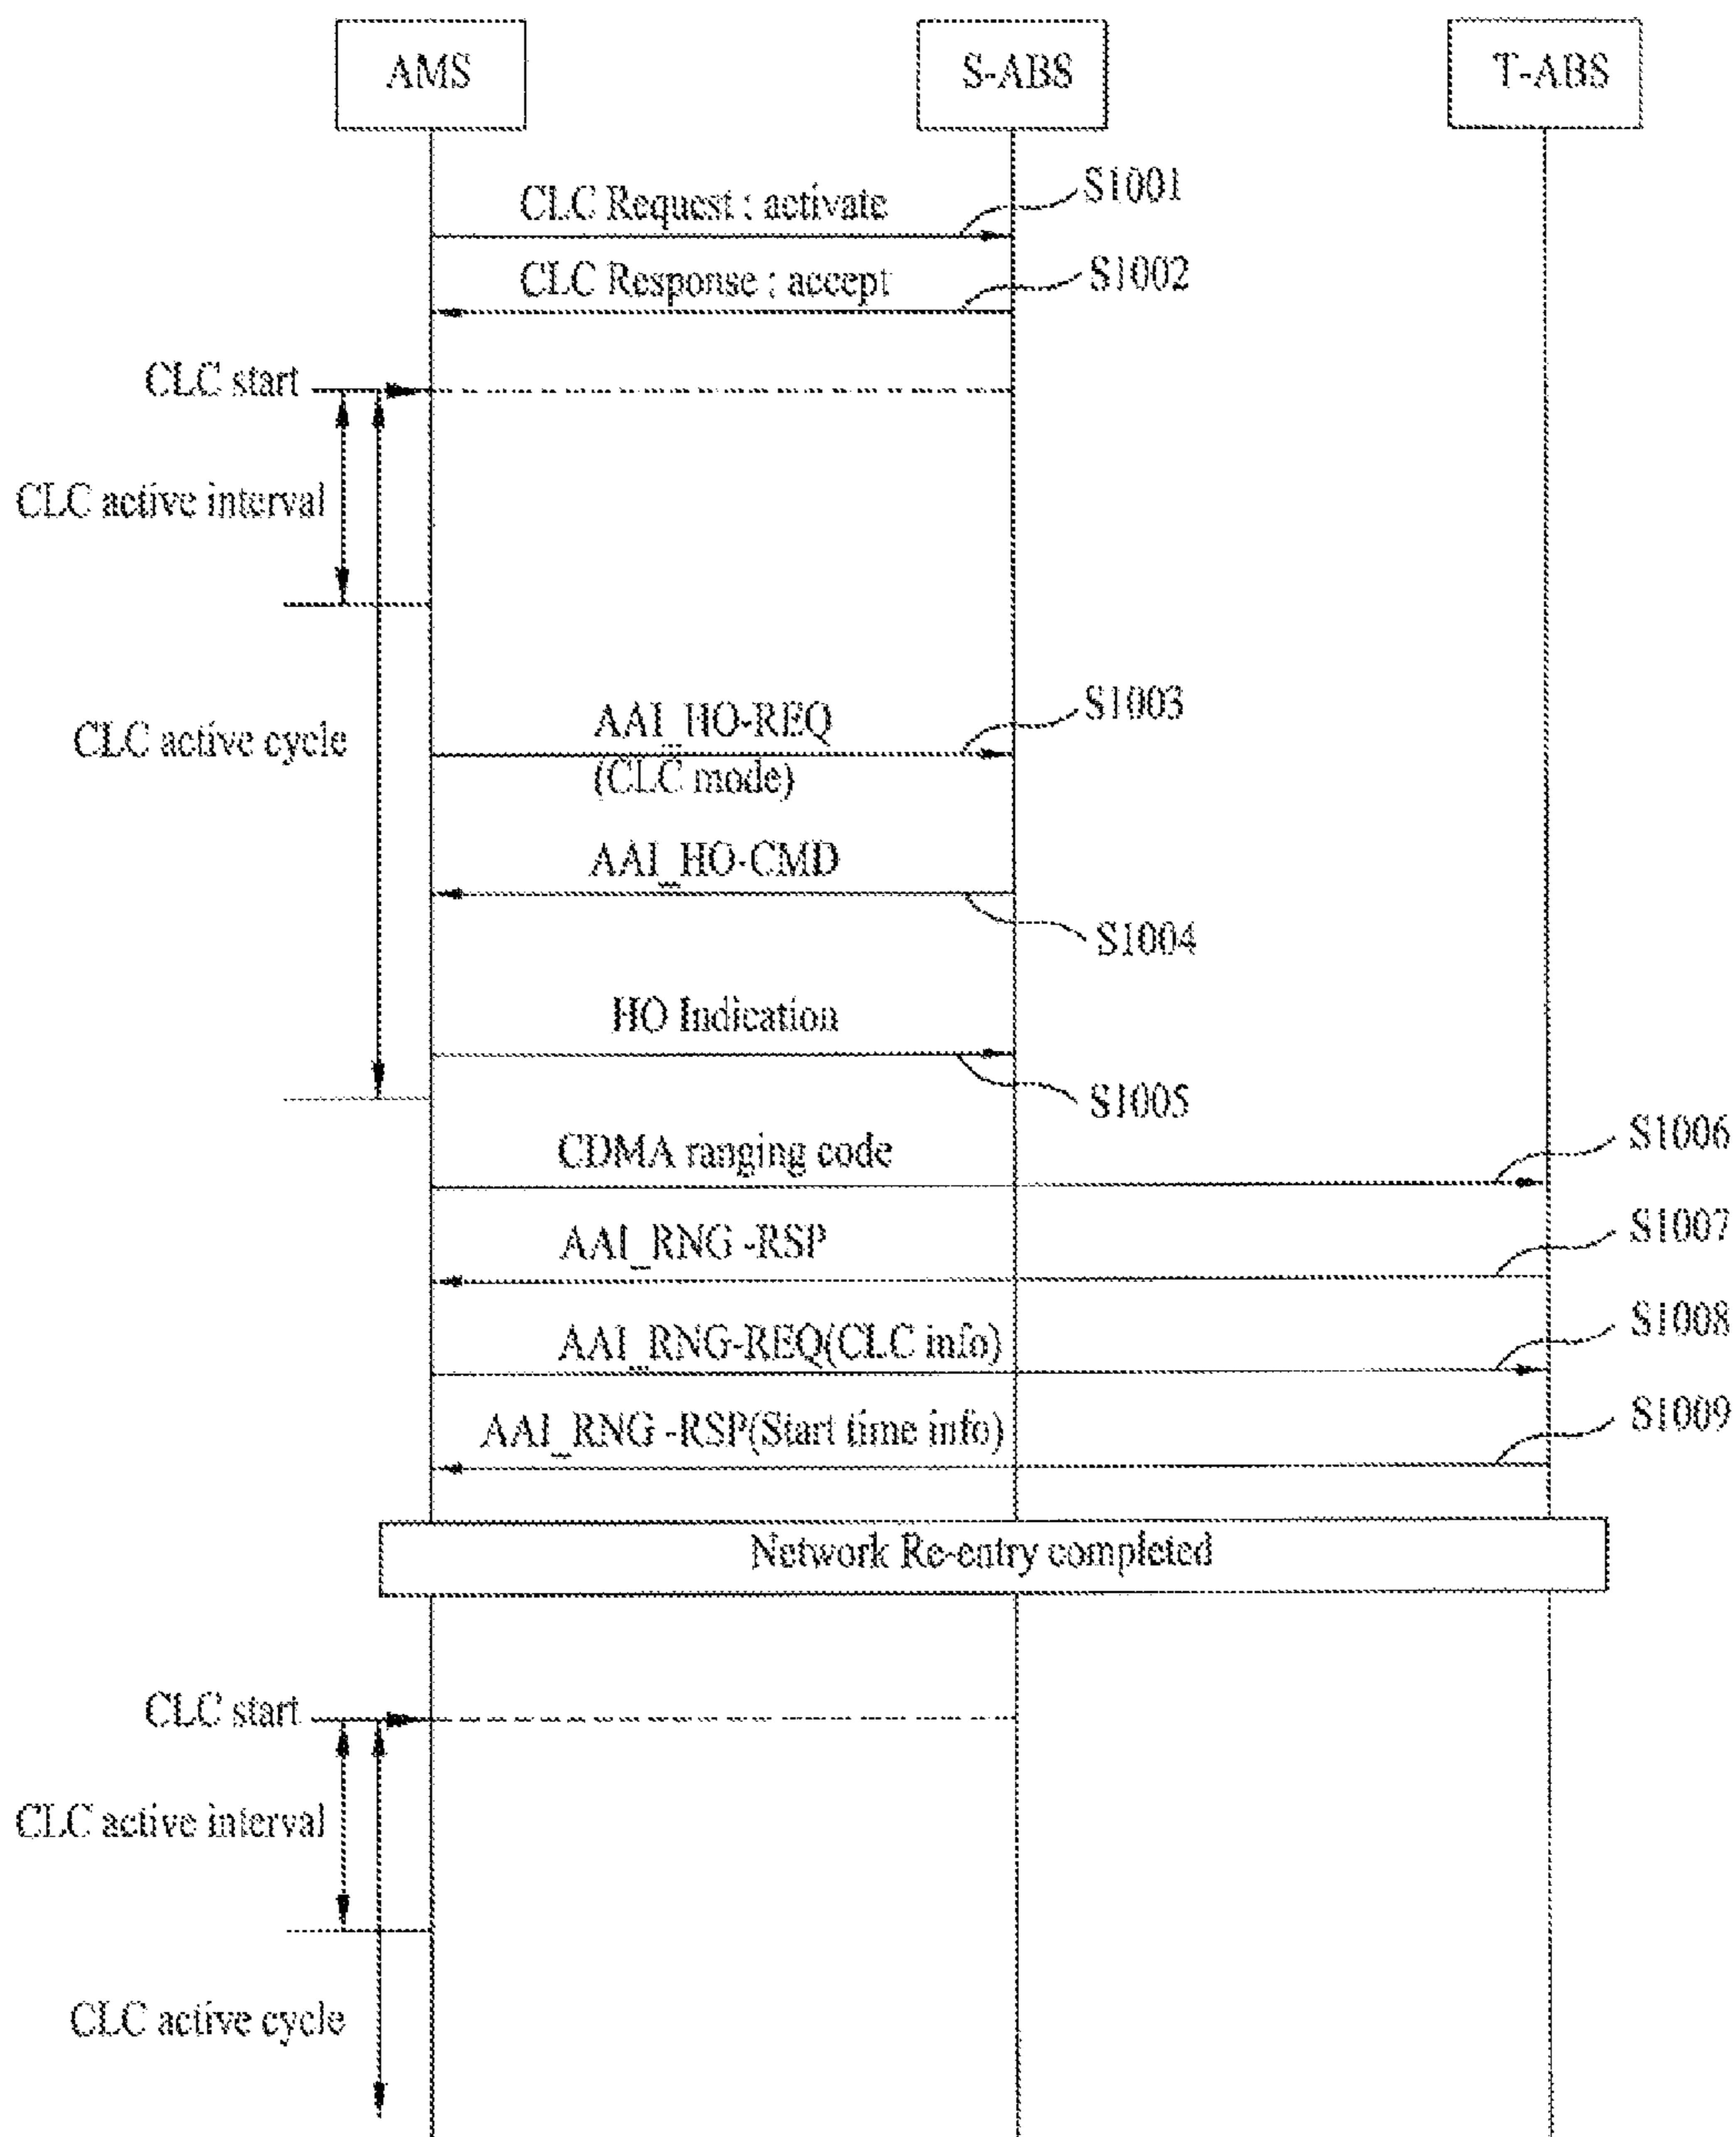 AMS
S-ABS
T-ABS
CLC Request : activate
S1001
CLC Response : accept
S1002
CLC start
CLC active interval
CLC active cycle
AAI_HO-REQ
(CLC mode)
S1003
AAI_HO-CMD
S1004
HO Indication
S1005
CDMA ranging code
S1006
AAI_RNG -RSP
S1007
AAI_RNG-REQ(CLC info)
S1008
AAI_RNG -RSP(Start time info)
S1009
Network Re-entry completed
CLC start
CLC active interval
CLC active cycle